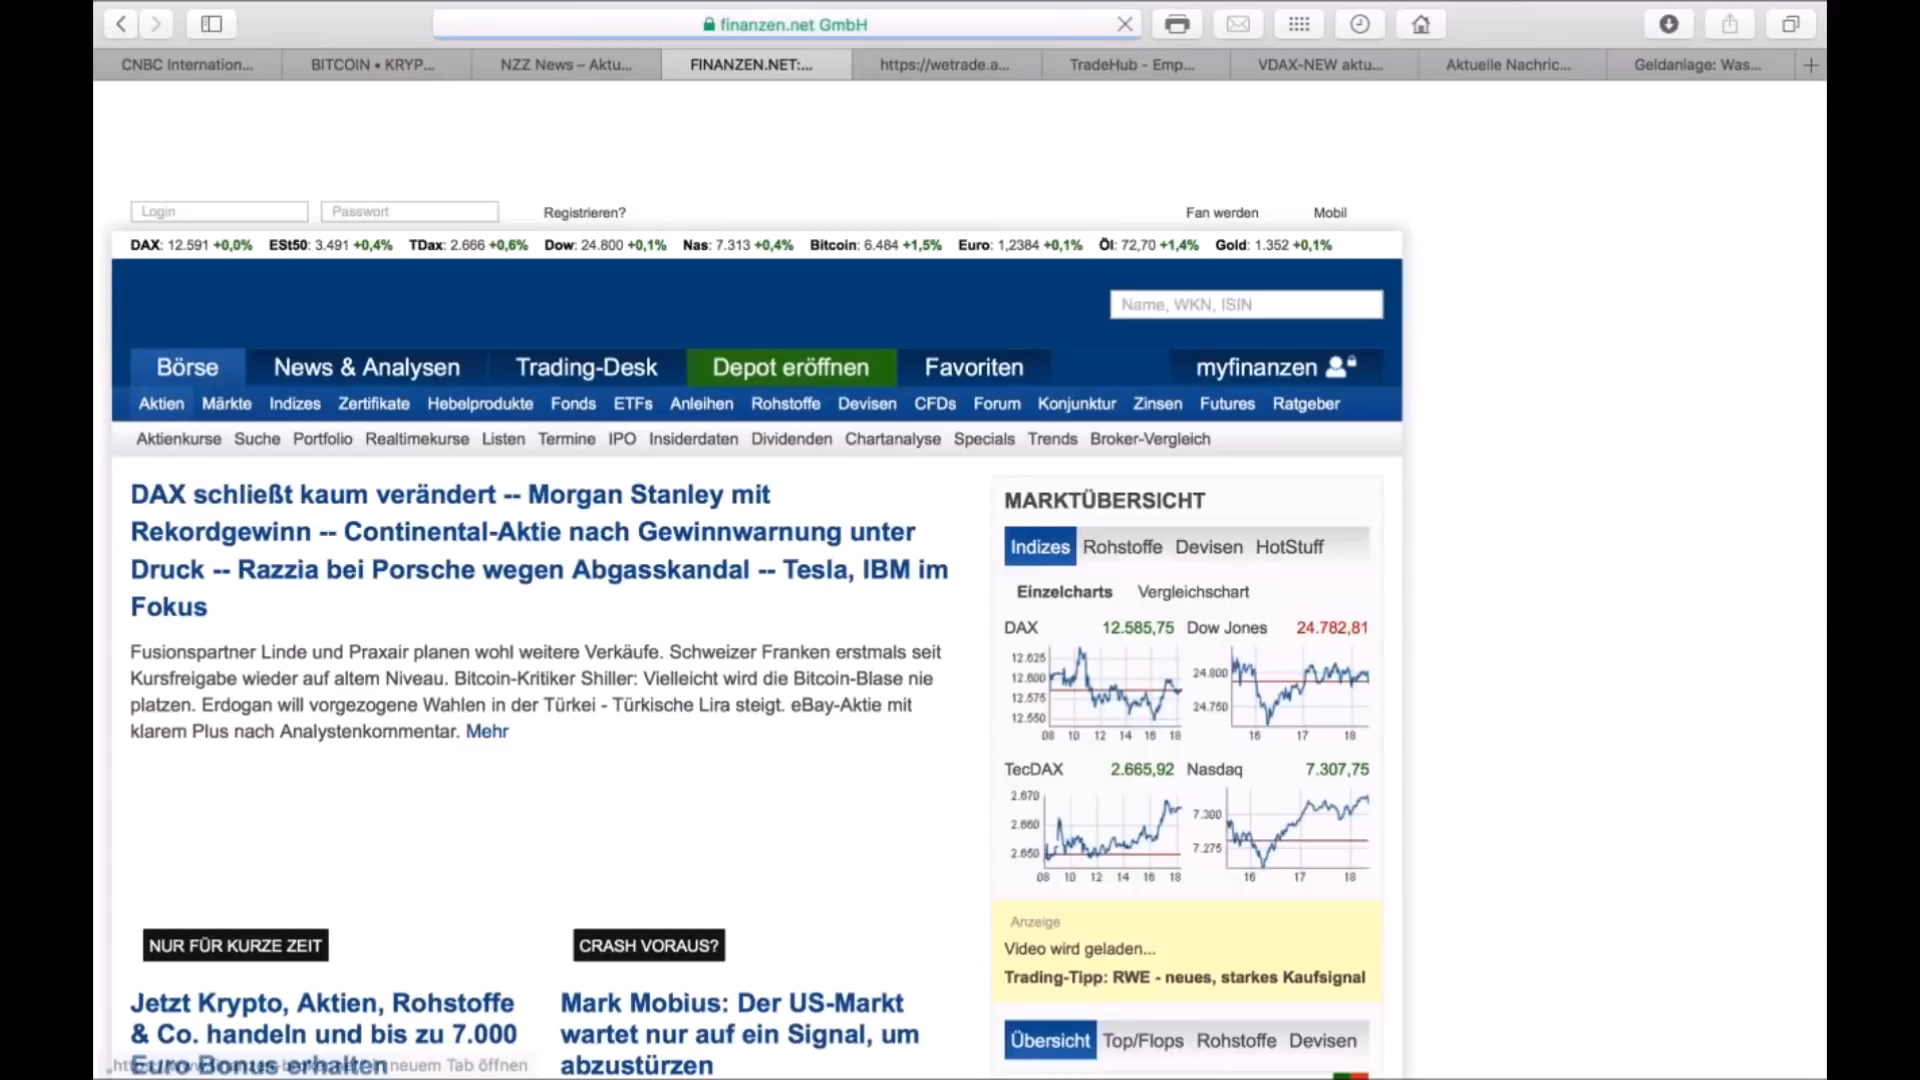 finanzen.net GmbH
CNBC Internation...
BITCOIN • KRYP...
NZZ News – Aktu...
FINANZEN.NET:...
https://wetrade.a...
TradeHub - Emp...
VDAX-NEW aktu...
Aktuelle Nachric...
Geldanlage: Was...
Login Passwort Registrieren? Fan werden Mobil
DAX: 12.591 +0,0% ESt50: 3.491 +0,4% TDax: 2.666 +0,6% Dow: 24.800 +0,1% Nas: 7.313 +0,4% Bitcoin: 6.484 +1,5% Euro: 1,2384 +0,1% Öl: 72,70 +1,4% Gold: 1.352 +0,1%
Name, WKN, ISIN
Börse News & Analysen Trading-Desk Depot eröffnen Favoriten myfinanzen
Aktien Märkte Indizes Zertifikate Hebelprodukte Fonds ETFs Anleihen Rohstoffe Devisen CFDs Forum Konjunktur Zinsen Futures Ratgeber
Aktienkurse Suche Portfolio Realtimekurse Listen Termine IPO Insiderdaten Dividenden Chartanalyse Specials Trends Broker-Vergleich
DAX schließt kaum verändert -- Morgan Stanley mit
Rekordgewinn -- Continental-Aktie nach Gewinnwarnung unter
Druck -- Razzia bei Porsche wegen Abgasskandal -- Tesla, IBM im
Fokus
Fusionspartner Linde und Praxair planen wohl weitere Verkäufe. Schweizer Franken erstmals seit
Kursfreigabe wieder auf altem Niveau. Bitcoin-Kritiker Shiller: Vielleicht wird die Bitcoin-Blase nie
platzen. Erdogan will vorgezogene Wahlen in der Türkei - Türkische Lira steigt. eBay-Aktie mit
klarem Plus nach Analystenkommentar. Mehr
NUR FÜR KURZE ZEIT
Jetzt Krypto, Aktien, Rohstoffe
& Co. handeln und bis zu 7.000
Euro Bonus erhalten
neuem Tab öffnen
CRASH VORAUS?
Mark Mobius: Der US-Markt
wartet nur auf ein Signal, um
abzustürzen
MARKTÜBERSICHT
Indizes Rohstoffe Devisen HotStuff
Einzelcharts Vergleichschart
DAX 12.585,75
12.625
12.600
12.575
12.550
08 10 12 14 16 18
Dow Jones 24.782,81
24.800
24.750
16 17 18
TecDAX 2.665,92
2.670
2.660
2.650
08 10 12 14 16 18
Nasdaq 7.307,75
7.300
7.275
16 17 18
Anzeige
Video wird geladen...
Trading-Tipp: RWE - neues, starkes Kaufsignal
Übersicht Top/Flops Rohstoffe Devisen